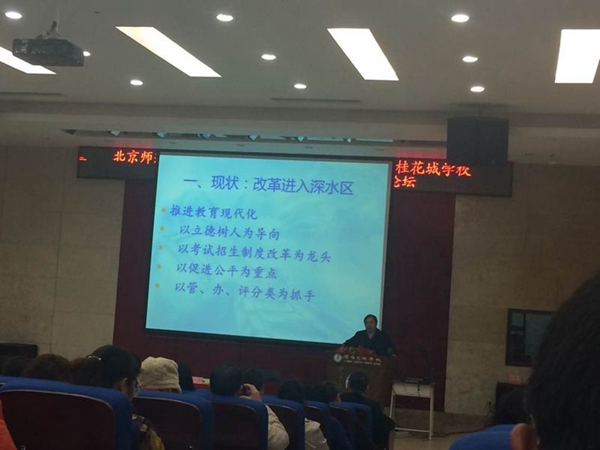 北京师
桂花城学校
论坛
一、现状：改革进入深水区
推进教育现代化
以立德树人为导向
以考试招生制度改革为龙头
以促进公平为重点
以管、办、评分类为抓手